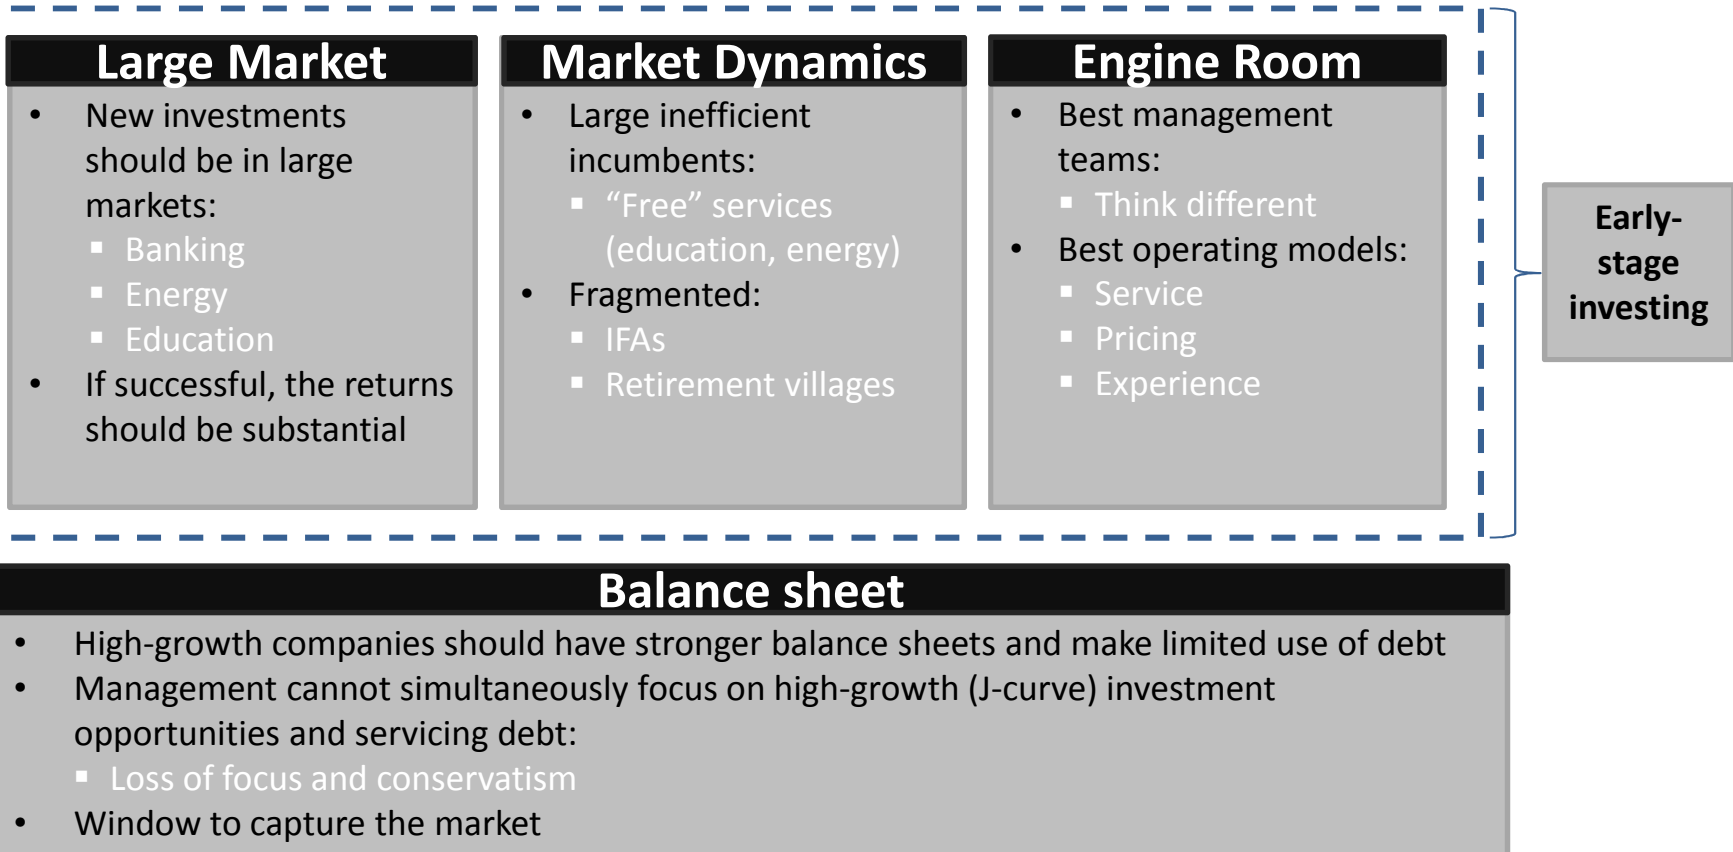 Large Market
• New investments
should be in large
markets:
▪ Banking
▪ Energy
▪ Education
• If successful, the returns
should be substantial
Market Dynamics
• Large inefficient
incumbents:
▪ “Free” services
(education, energy)
• Fragmented:
▪ IFAs
▪ Retirement villages
Engine Room
• Best management
teams:
▪ Think different
• Best operating models:
▪ Service
▪ Pricing
▪ Experience
Early-
stage
investing
Balance sheet
• High-growth companies should have stronger balance sheets and make limited use of debt
• Management cannot simultaneously focus on high-growth (J-curve) investment
opportunities and servicing debt:
▪ Loss of focus and conservatism
• Window to capture the market